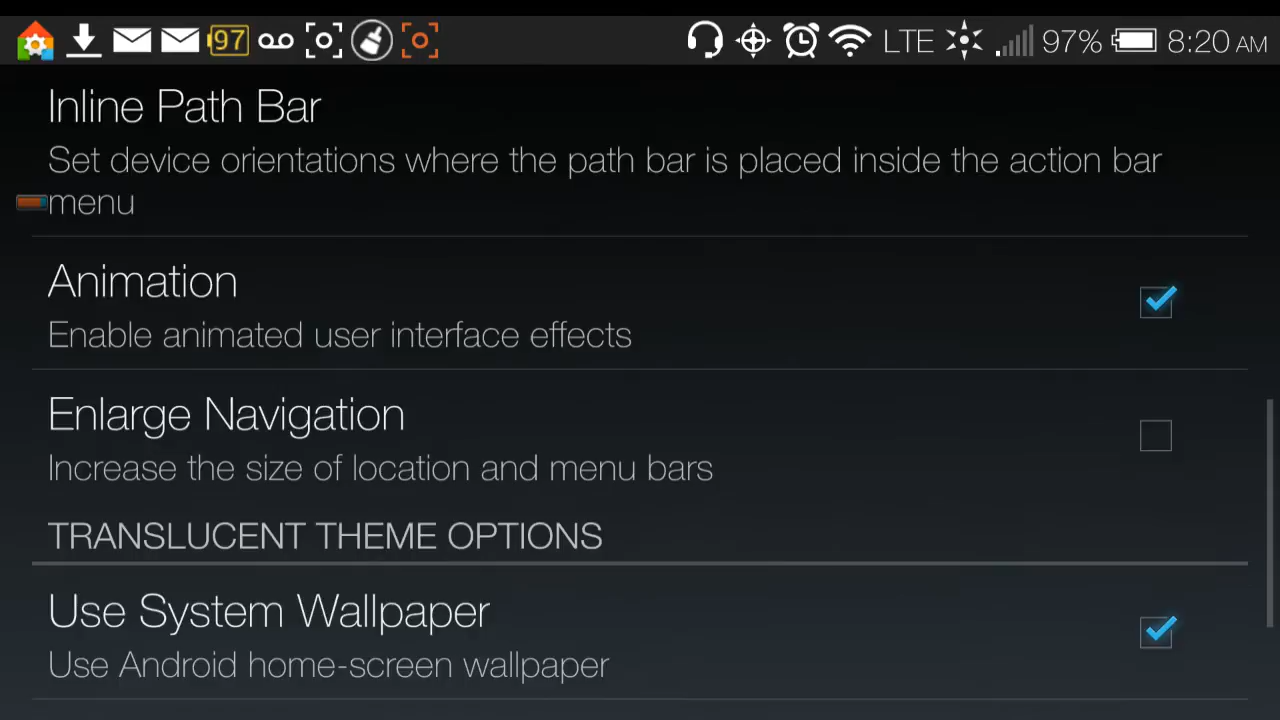 97 LTE 97% 8:20 AM
Inline Path Bar
Set device orientations where the path bar is placed inside the action bar
menu
Animation
Enable animated user interface effects
Enlarge Navigation
Increase the size of location and menu bars
TRANSLUCENT THEME OPTIONS
Use System Wallpaper
Use Android home-screen wallpaper